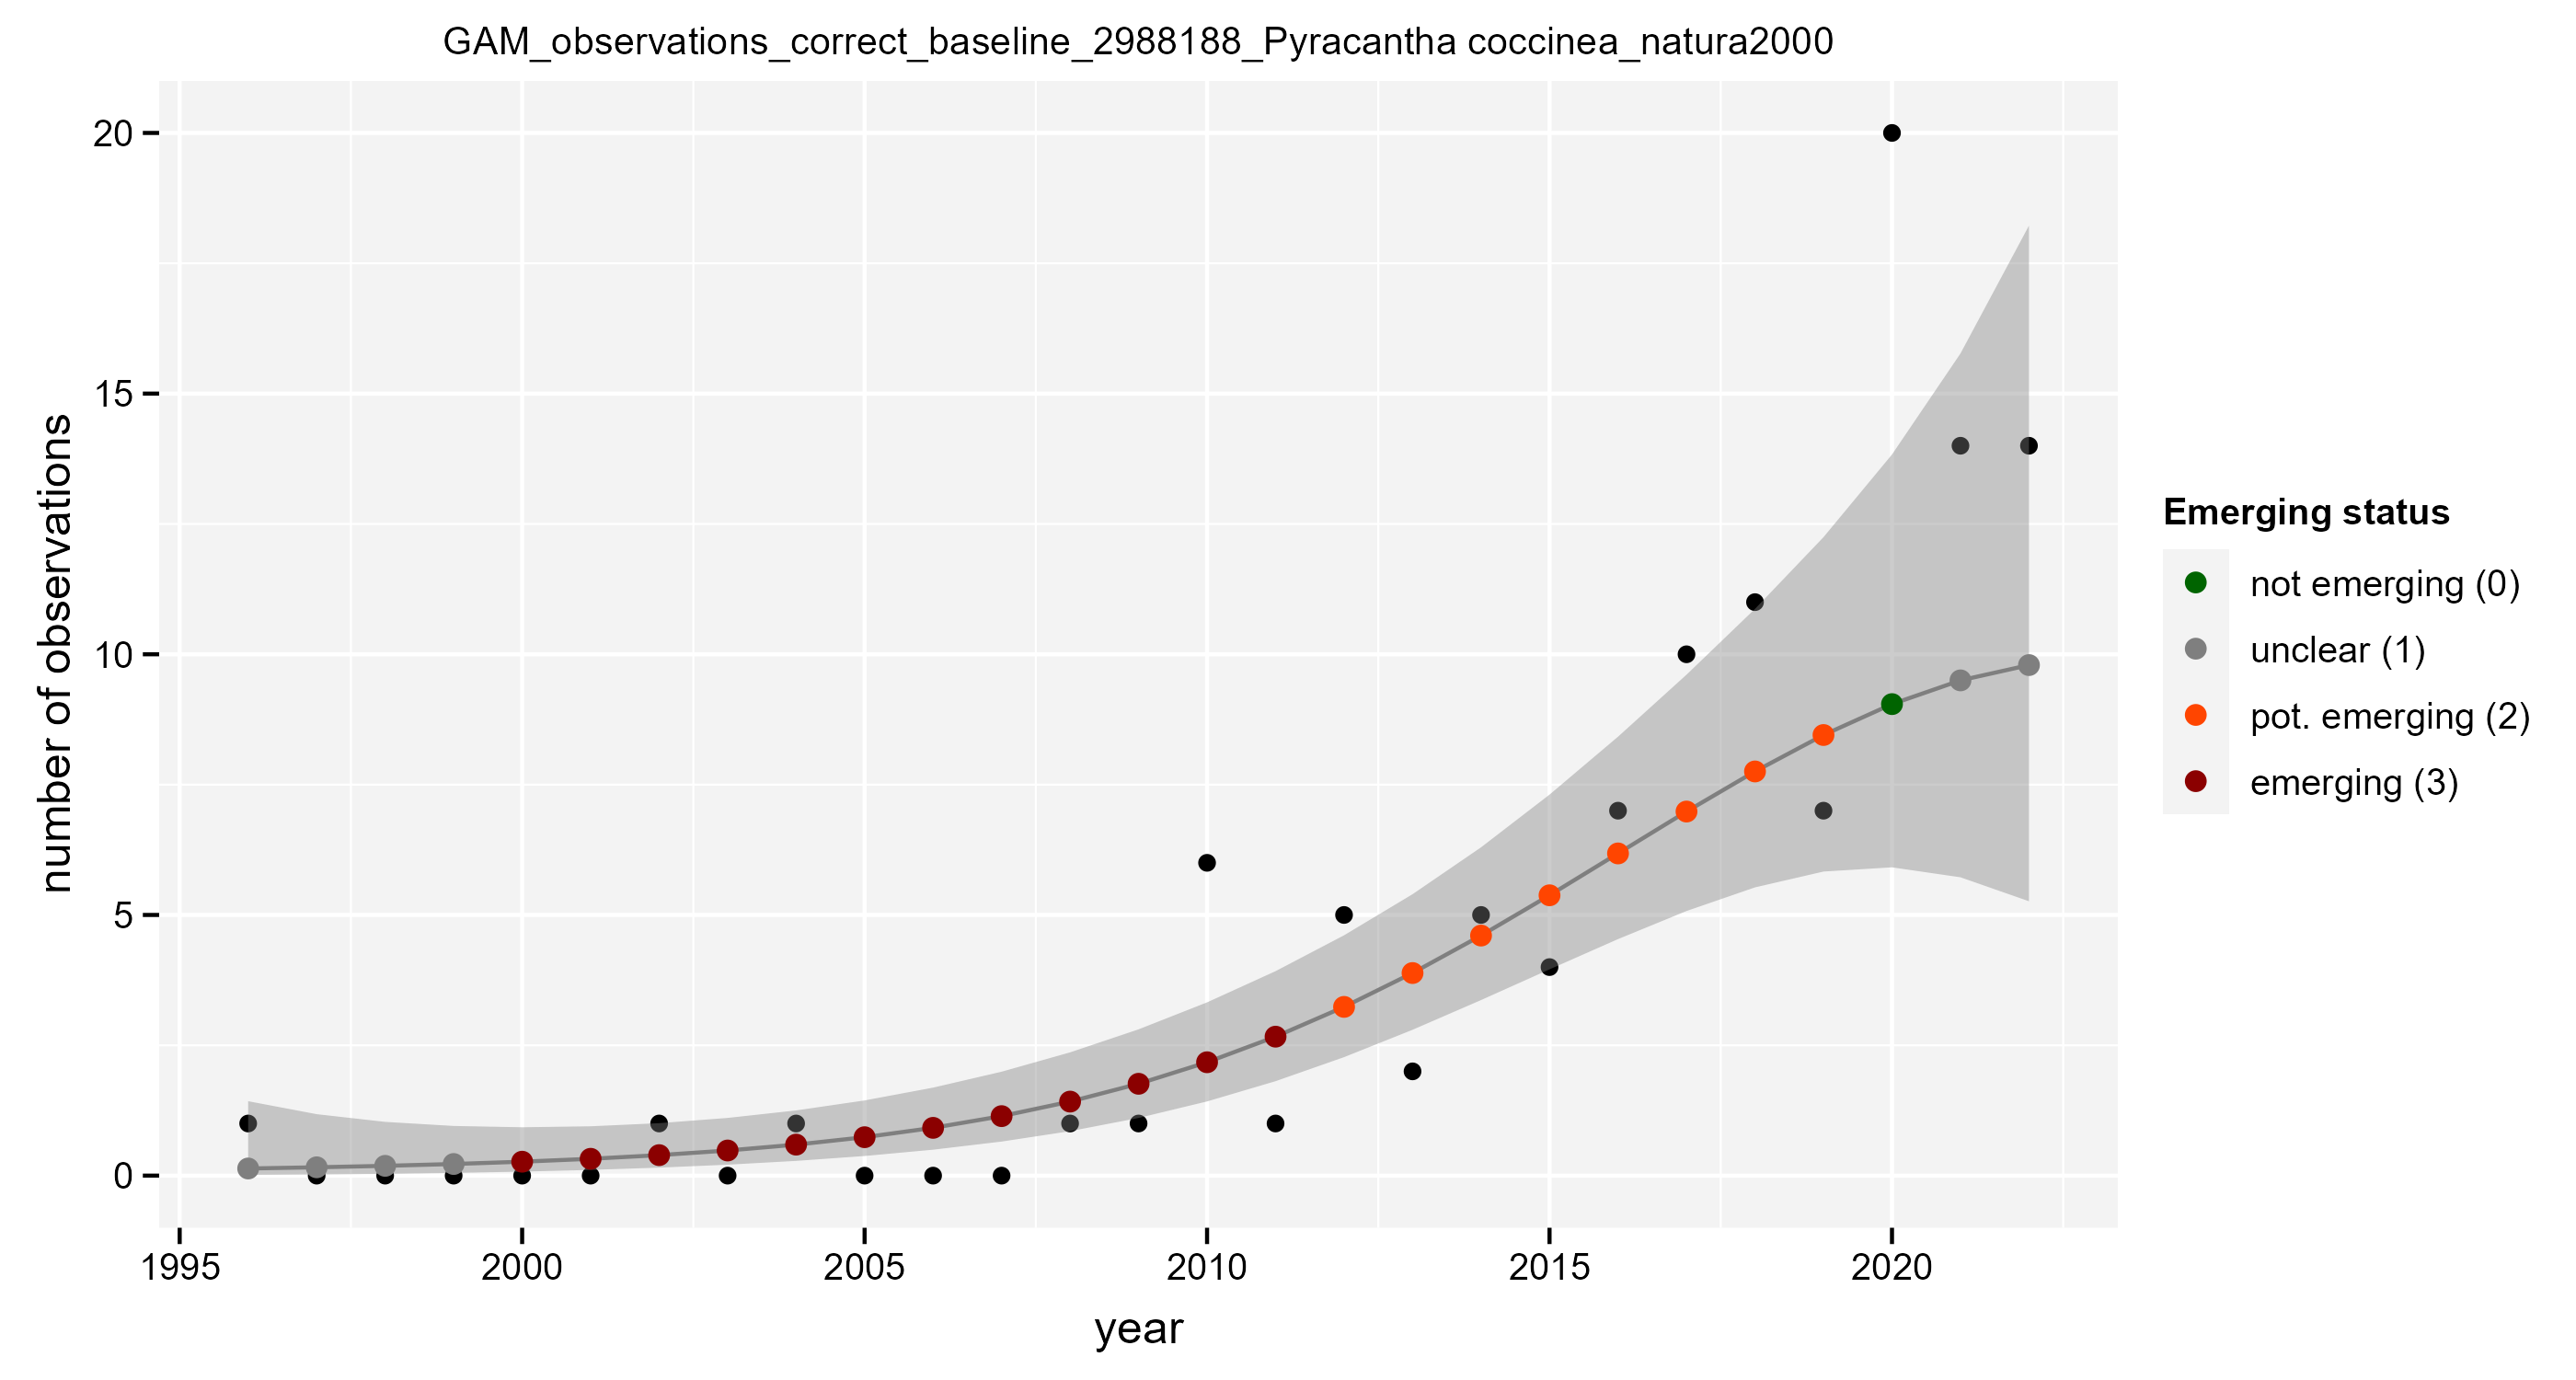 GAM_observations_correct_baseline_2988188_Pyracantha coccinea_natura2000
number of observations
20
15
10
5
0
1995
2000
2005
2010
2015
2020
year
Emerging status
not emerging (0)
unclear (1)
pot. emerging (2)
emerging (3)